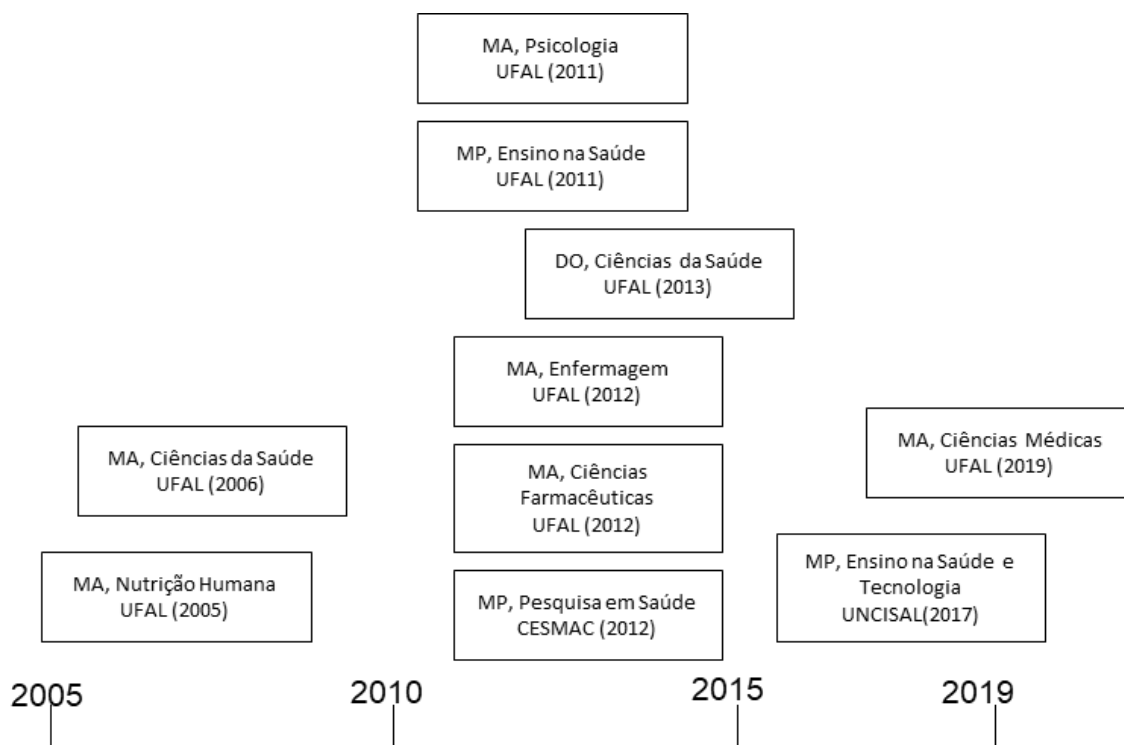 MA, Psicologia
UFAL (2011)
MP, Ensino na Saúde
UFAL (2011)
DO, Ciências da Saúde
UFAL (2013)
MA, Enfermagem
UFAL (2012)
MA, Ciências da Saúde
UFAL (2006)
MA, Ciências
Farmacêuticas
UFAL (2012)
MA, Ciências Médicas
UFAL (2019)
MA, Nutrição Humana
UFAL (2005)
MP, Pesquisa em Saúde
CESMAC (2012)
MP, Ensino na Saúde e
Tecnologia
UNCISAL(2017)
2005
2010
2015
2019